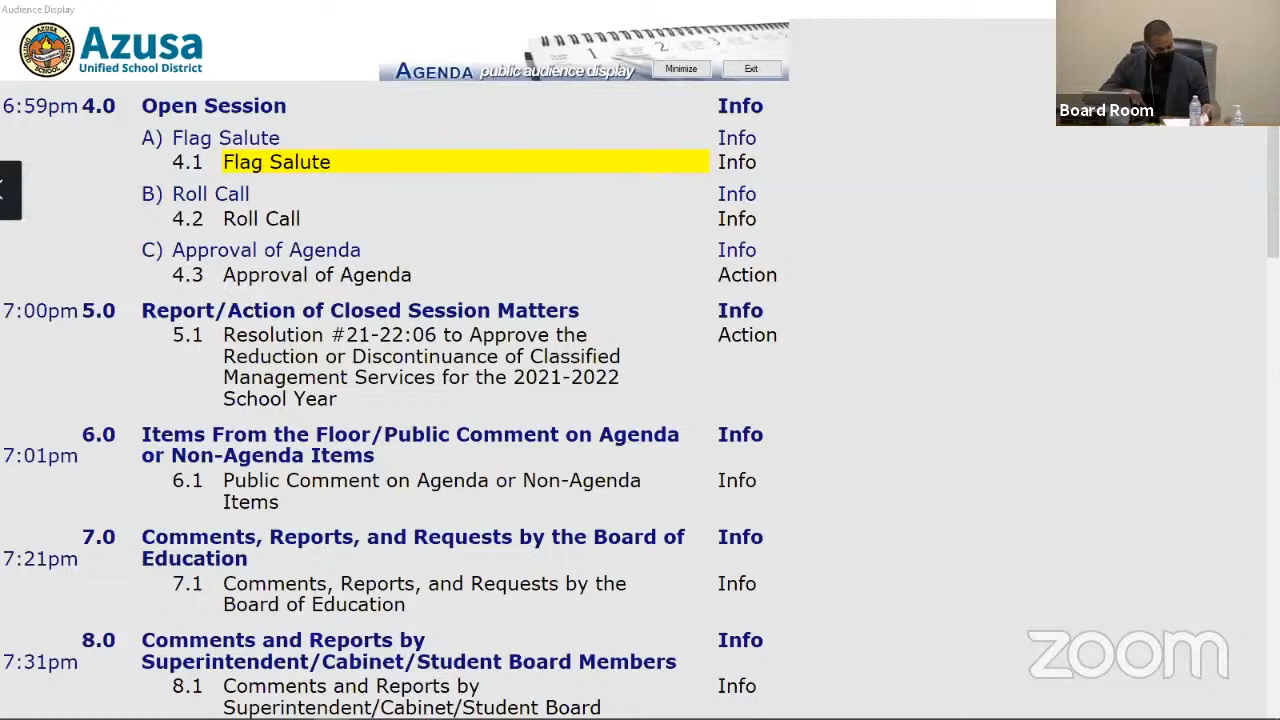 Audience Display
Azusa
Unified School District
AGENDA public audience display
Minimize
Exit
1 2 3
Board Room
6:59pm 4.0 Open Session Info
A) Flag Salute Info
4.1 Flag Salute Info
B) Roll Call Info
4.2 Roll Call Info
C) Approval of Agenda Info
4.3 Approval of Agenda Action
7:00pm 5.0 Report/Action of Closed Session Matters Info
5.1 Resolution #21-22:06 to Approve the Action
Reduction or Discontinuance of Classified
Management Services for the 2021-2022
School Year
6.0 Items From the Floor/Public Comment on Agenda Info
7:01pm or Non-Agenda Items
6.1 Public Comment on Agenda or Non-Agenda Info
Items
7.0 Comments, Reports, and Requests by the Board of Info
7:21pm Education
7.1 Comments, Reports, and Requests by the Info
Board of Education
8.0 Comments and Reports by Info
7:31pm Superintendent/Cabinet/Student Board Members
8.1 Comments and Reports by Info
Superintendent/Cabinet/Student Board
zoom